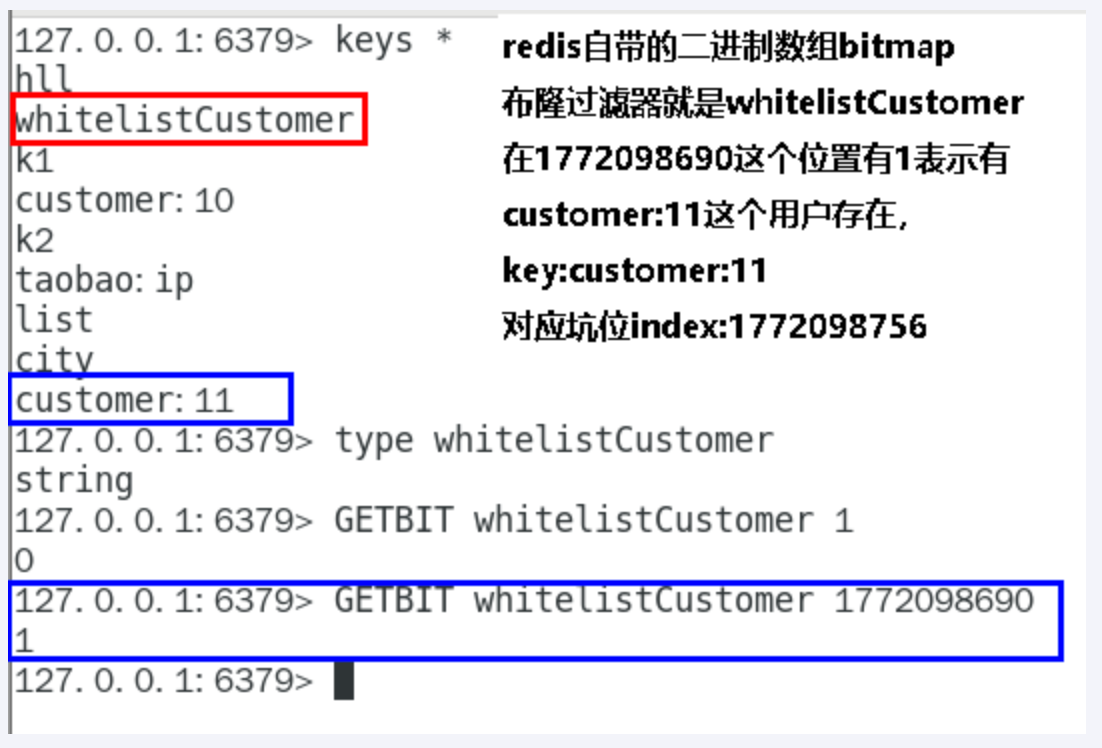 127.0.0.1:6379> keys *
hll
whitelistCustomer
k1
customer:10
k2
taobao:ip
list
city
customer:11
127.0.0.1:6379> type whitelistCustomer
string
127.0.0.1:6379> GETBIT whitelistCustomer 1
0
127.0.0.1:6379> GETBIT whitelistCustomer 1772098690
1
127.0.0.1:6379>
redis自带的二进制数组bitmap
布隆过滤器就是whitelistCustomer
在1772098690这个位置有1表示有
customer:11这个用户存在,
key:customer:11
对应坑位index:1772098756